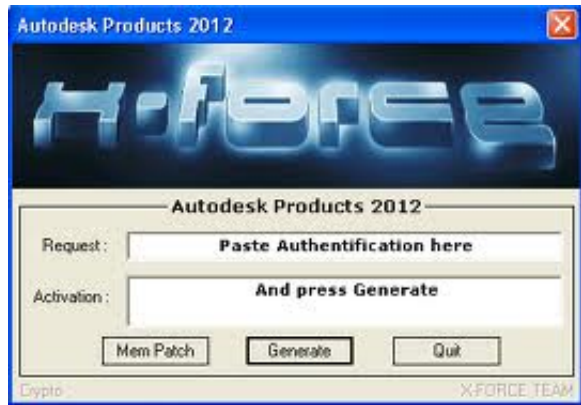 Autodesk Products 2012
x-force
Autodesk Products 2012
Request :
Paste Authentification here
Activation :
And press Generate
Mem Patch
Generate
Quit
Crypto :
X-FORCE TEAM